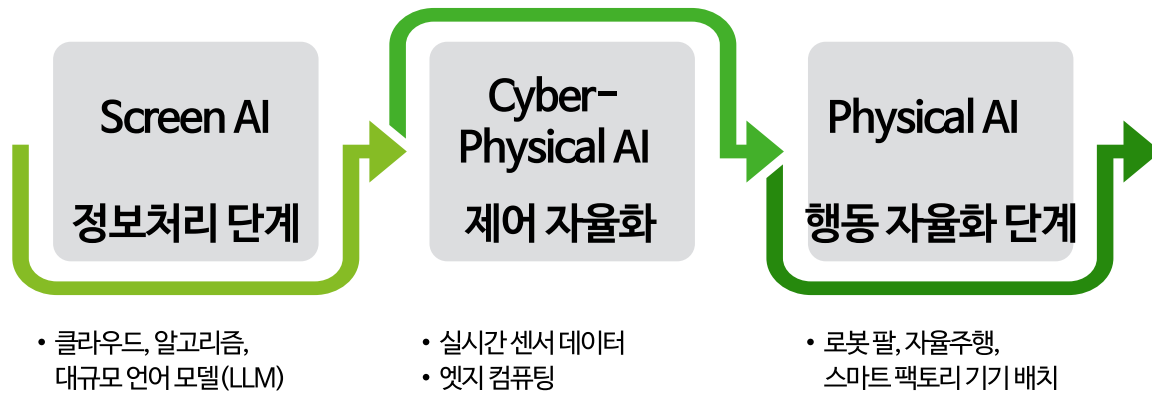 Screen AI
정보처리 단계
• 클라우드, 알고리즘,
대규모 언어 모델(LLM)
Cyber-
Physical AI
제어 자율화
• 실시간 센서 데이터
• 엣지 컴퓨팅
Physical AI
행동 자율화 단계
• 로봇 팔, 자율주행,
스마트 팩토리 기기 배치